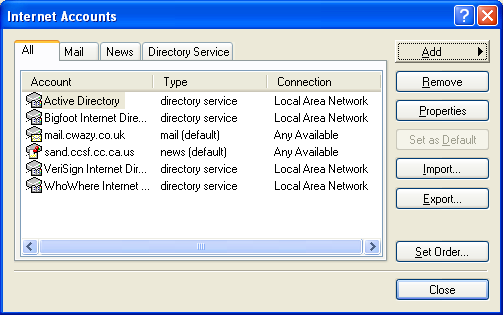 Internet Accounts
All Mail News Directory Service
Account Type Connection
Active Directory directory service Local Area Network
Bigfoot Internet Dire... directory service Local Area Network
mail.cwazy.co.uk mail (default) Any Available
sand.ccsf.cc.ca.us news (default) Any Available
VeriSign Internet Dir... directory service Local Area Network
WhoWhere Internet ... directory service Local Area Network
Add
Remove
Properties
Set as Default
Import...
Export...
Set Order...
Close